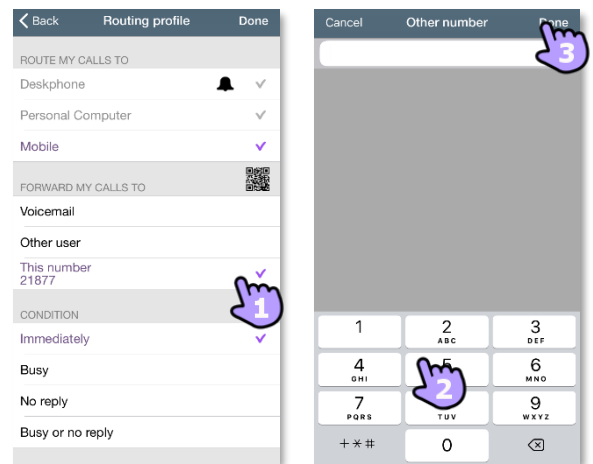 Back Routing profile Done
ROUTE MY CALLS TO
Deskphone
Personal Computer
Mobile
FORWARD MY CALLS TO
Voicemail
Other user
This number
21877
1
CONDITION
Immediately
Busy
No reply
Busy or no reply
Cancel Other number Done
3
1 2 3
ABC DEF
4 5 6
GHI MNO
2
7 9
PQRS TUV WXYZ
+*# 0